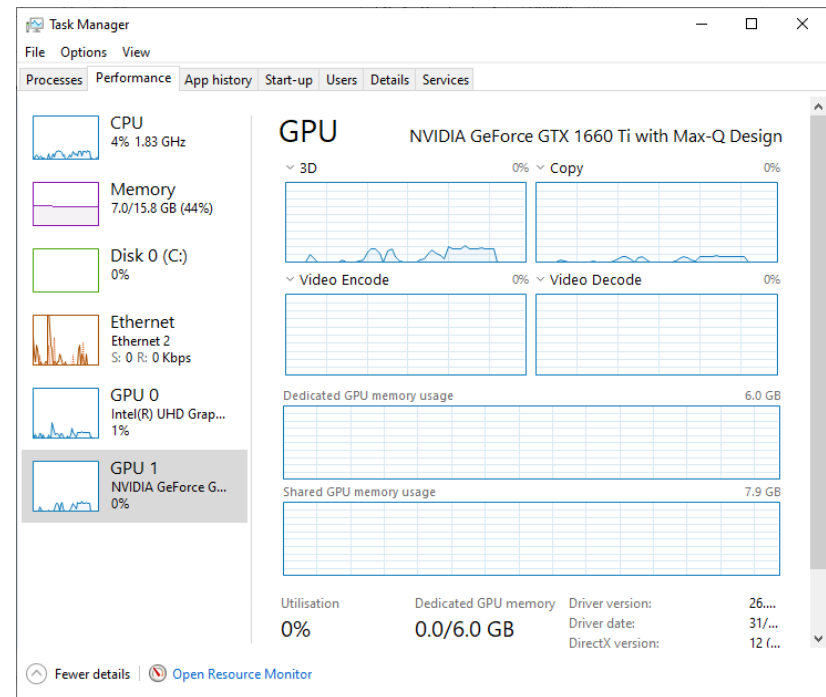 Task Manager
File Options View
Processes Performance App history Start-up Users Details Services
CPU
4% 1.83 GHz
Memory
7.0/15.8 GB (44%)
Disk 0 (C:)
0%
Ethernet
Ethernet 2
S: 0 R: 0 Kbps
GPU 0
Intel(R) UHD Grap...
1%
GPU 1
NVIDIA GeForce G...
0%
GPU NVIDIA GeForce GTX 1660 Ti with Max-Q Design
3D 0% Copy 0%
Video Encode 0% Video Decode 0%
Dedicated GPU memory usage 6.0 GB
Shared GPU memory usage 7.9 GB
Utilisation Dedicated GPU memory Driver version: 26....
0% 0.0/6.0 GB Driver date: 31/...
DirectX version: 12 (...
Fewer details Open Resource Monitor